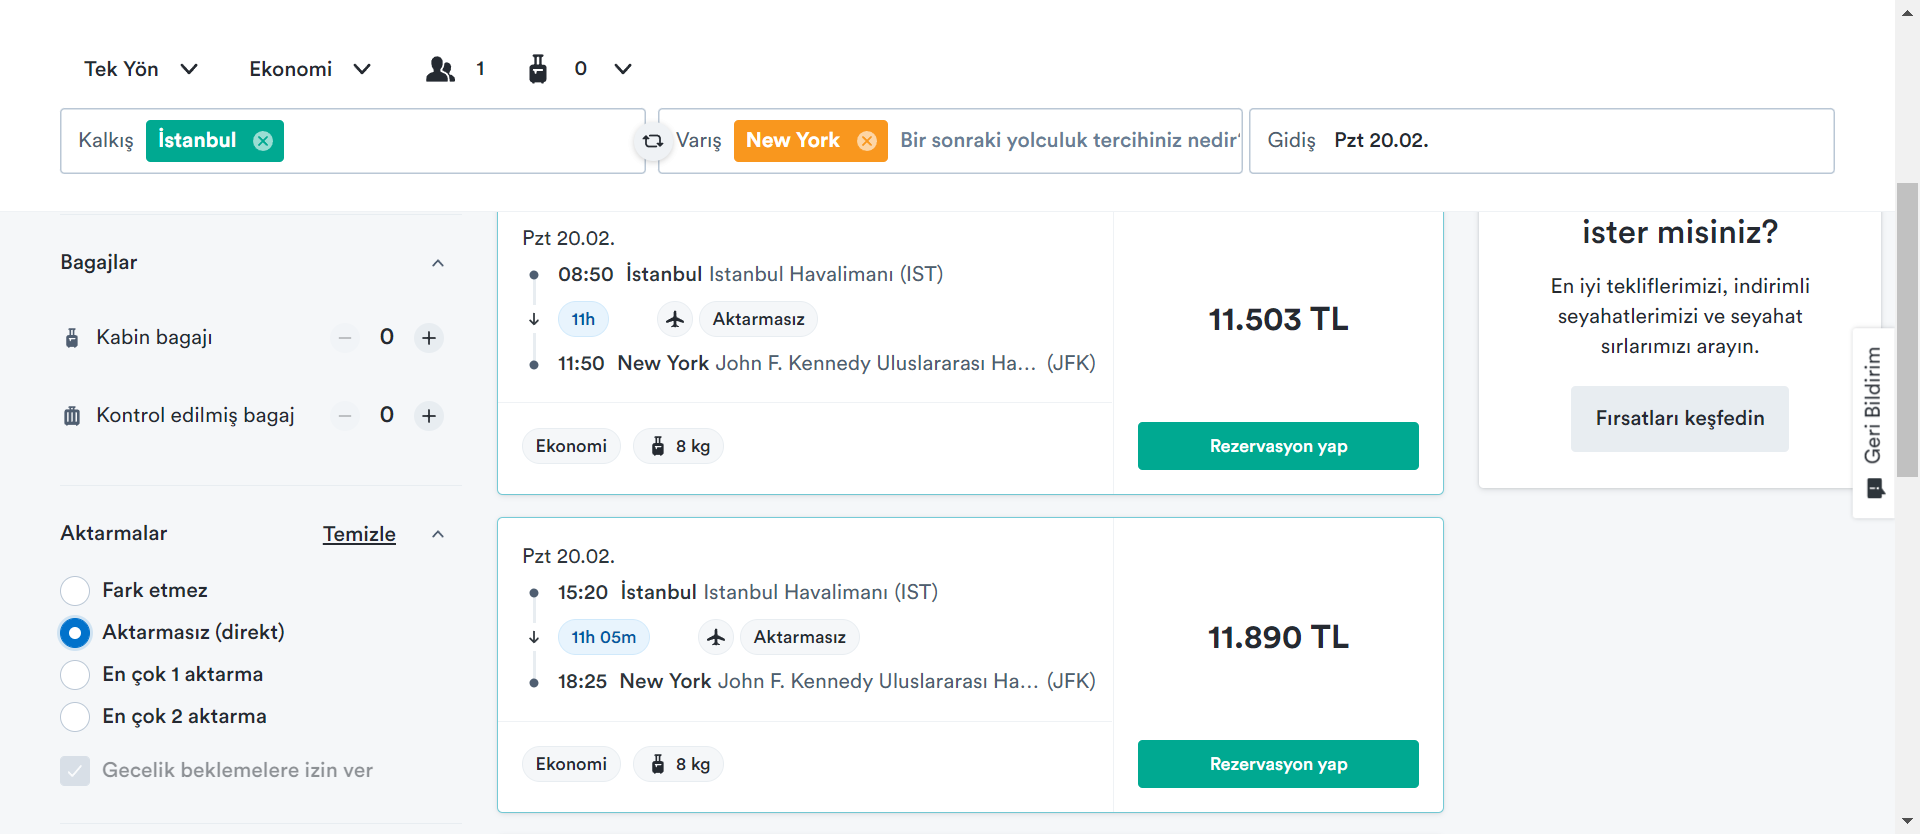 Tek Yön
Ekonomi
1
0
Kalkış İstanbul
Varış New York Bir sonraki yolculuk tercihiniz nedir
Gidiş Pzt 20.02.
Bagajlar
Kabin bagajı 0
Kontrol edilmiş bagaj 0
Aktarmalar Temizle
Fark etmez
Aktarmasız (direkt)
En çok 1 aktarma
En çok 2 aktarma
Gecelik beklemelere izin ver
Pzt 20.02.
08:50 İstanbul Istanbul Havalimanı (IST)
11h Aktarmasız
11:50 New York John F. Kennedy Uluslararası Ha... (JFK)
Ekonomi 8 kg
11.503 TL
Rezervasyon yap
Pzt 20.02.
15:20 İstanbul Istanbul Havalimanı (IST)
11h 05m Aktarmasız
18:25 New York John F. Kennedy Uluslararası Ha... (JFK)
Ekonomi 8 kg
11.890 TL
Rezervasyon yap
ister misiniz?
En iyi tekliflerimizi, indirimli
seyahatlerimizi ve seyahat
sırlarımızı arayın.
Fırsatları keşfedin
Geri Bildirim